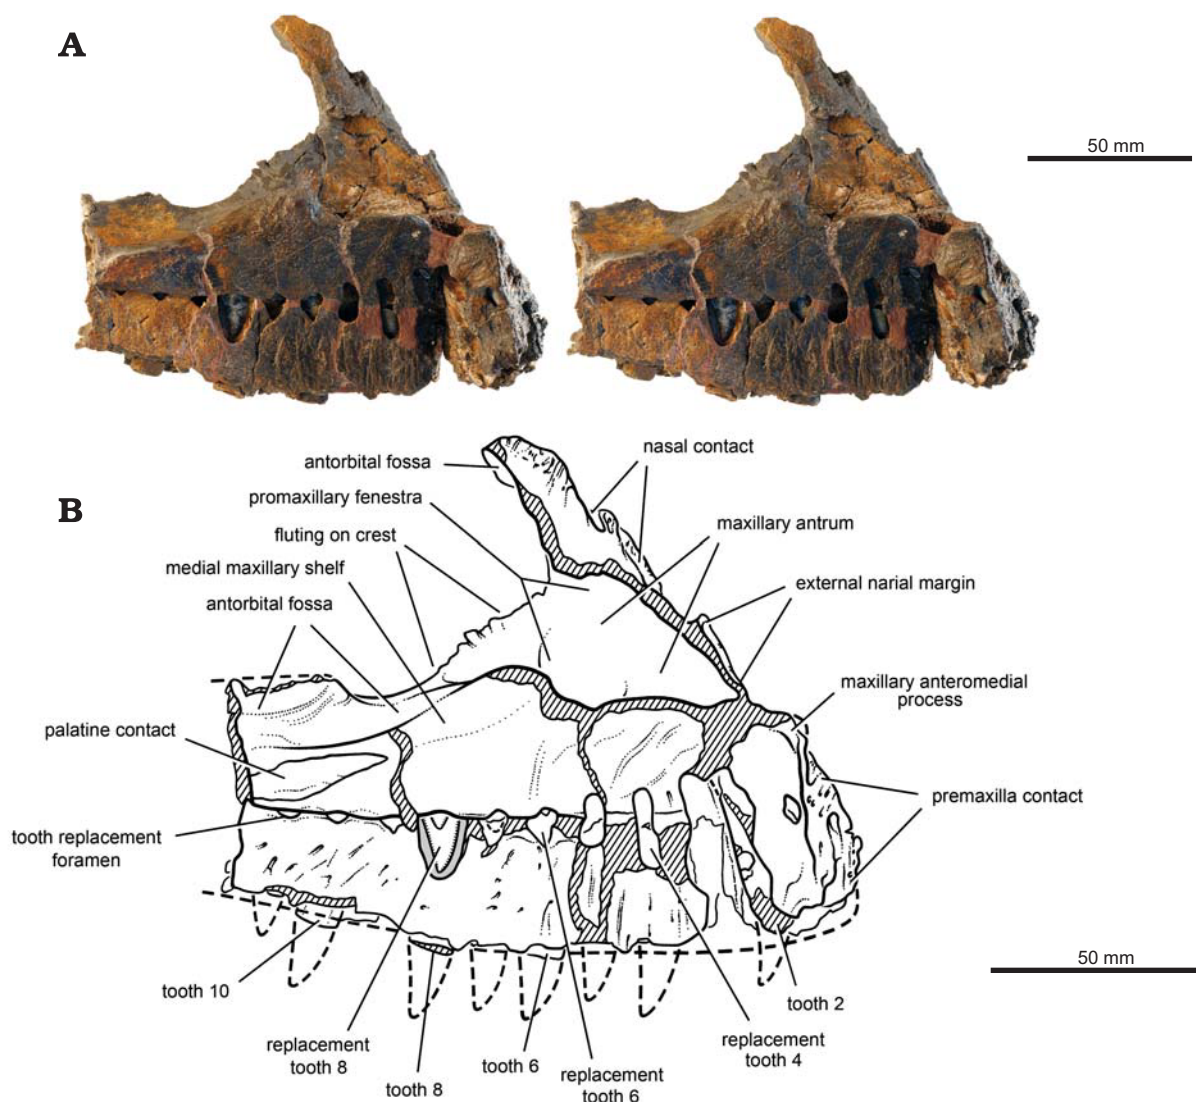 A
50 mm
nasal contact
antorbital fossa
promaxillary fenestra
B
maxillary antrum
fluting on crest
medial maxillary shelf
external narial margin
antorbital fossa
maxillary anteromedial
process
palatine contact
premaxilla contact
tooth replacement
foramen
50 mm
tooth 10
tooth 2
replacement
tooth 8
tooth 8
tooth 6
replacement
tooth 6
replacement
tooth 4